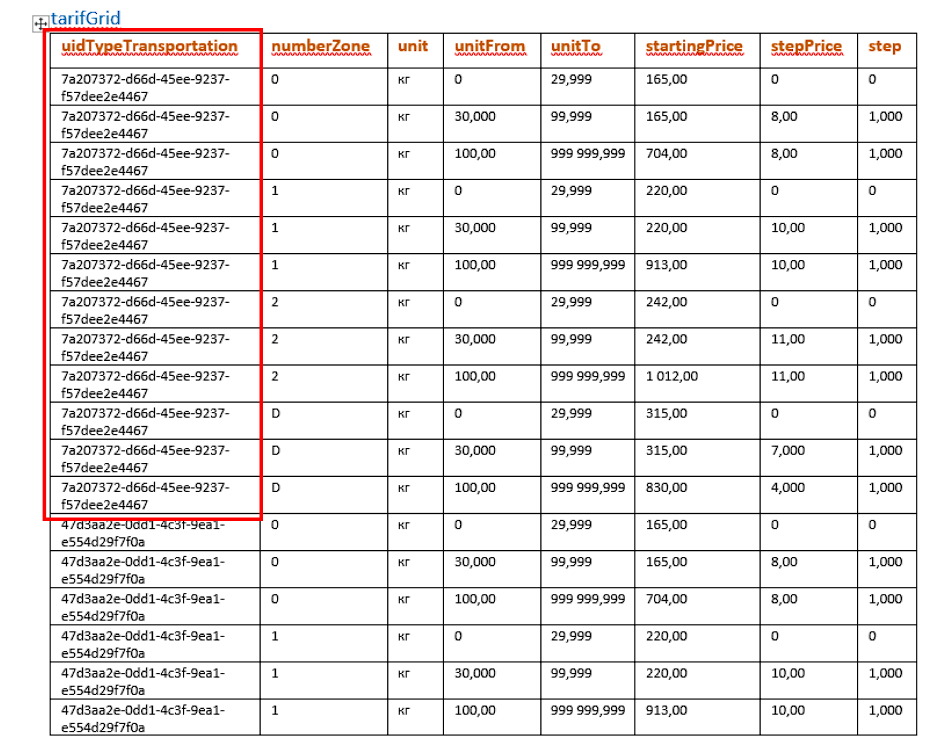 tarifGrid
uidTypeTransportation numberZone unit unitFrom unitTo startingPrice stepPrice step
7a207372-d66d-45ee-9237- 0 кг 0 29,999 165,00 0 0
f57dee2e4467
7a207372-d66d-45ee-9237- 0 кг 30,000 99,999 165,00 8,00 1,000
f57dee2e4467
7a207372-d66d-45ee-9237- 0 кг 100,00 999 999,999 704,00 8,00 1,000
f57dee2e4467
7a207372-d66d-45ee-9237- 1 кг 0 29,999 220,00 0 0
f57dee2e4467
7a207372-d66d-45ee-9237- 1 кг 30,000 99,999 220,00 10,00 1,000
f57dee2e4467
7a207372-d66d-45ee-9237- 1 кг 100,00 999 999,999 913,00 10,00 1,000
f57dee2e4467
7a207372-d66d-45ee-9237- 2 кг 0 29,999 242,00 0 0
f57dee2e4467
7a207372-d66d-45ee-9237- 2 кг 30,000 99,999 242,00 11,00 1,000
f57dee2e4467
7a207372-d66d-45ee-9237- 2 кг 100,00 999 999,999 1 012,00 11,00 1,000
f57dee2e4467
7a207372-d66d-45ee-9237- D кг 0 29,999 315,00 0 0
f57dee2e4467
7a207372-d66d-45ee-9237- D кг 30,000 99,999 315,00 7,000 1,000
f57dee2e4467
7a207372-d66d-45ee-9237- D кг 100,00 999 999,999 830,00 4,000 1,000
f57dee2e4467
47d3aa2e-0dd1-4c3f-9ea1- 0 кг 0 29,999 165,00 0 0
e554d29f7f0a
47d3aa2e-0dd1-4c3f-9ea1- 0 кг 30,000 99,999 165,00 8,00 1,000
e554d29f7f0a
47d3aa2e-0dd1-4c3f-9ea1- 0 кг 100,00 999 999,999 704,00 8,00 1,000
e554d29f7f0a
47d3aa2e-0dd1-4c3f-9ea1- 1 кг 0 29,999 220,00 0 0
e554d29f7f0a
47d3aa2e-0dd1-4c3f-9ea1- 1 кг 30,000 99,999 220,00 10,00 1,000
e554d29f7f0a
47d3aa2e-0dd1-4c3f-9ea1- 1 кг 100,00 999 999,999 913,00 10,00 1,000
e554d29f7f0a